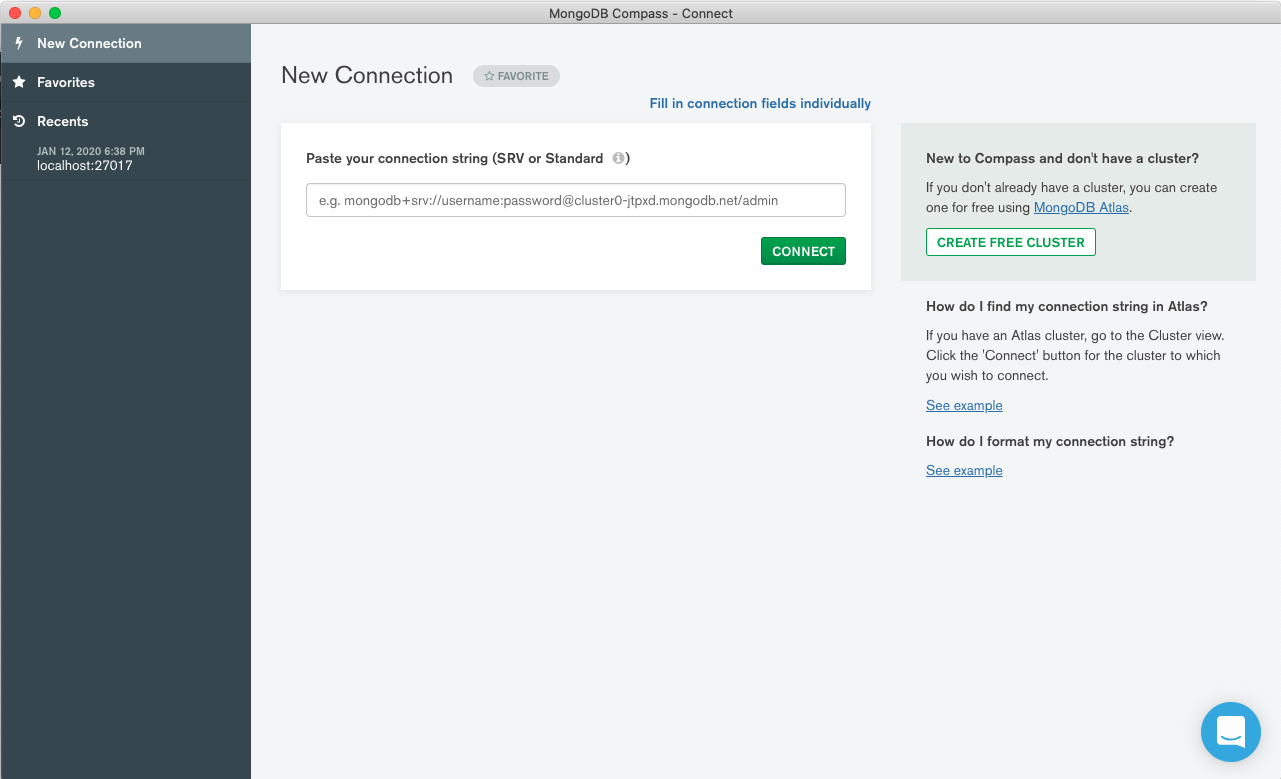 MongoDB Compass - Connect
New Connection
Favorites
Recents
JAN 12, 2020 6:38 PM
localhost:27017
New Connection
FAVORITE
Fill in connection fields individually
Paste your connection string (SRV or Standard )
e.g. mongodb+srv://username:password@cluster0-jtpxd.mongodb.net/admin
CONNECT
New to Compass and don't have a cluster?
If you don't already have a cluster, you can create
one for free using MongoDB Atlas.
CREATE FREE CLUSTER
How do I find my connection string in Atlas?
If you have an Atlas cluster, go to the Cluster view.
Click the 'Connect' button for the cluster to which
you wish to connect.
See example
How do I format my connection string?
See example